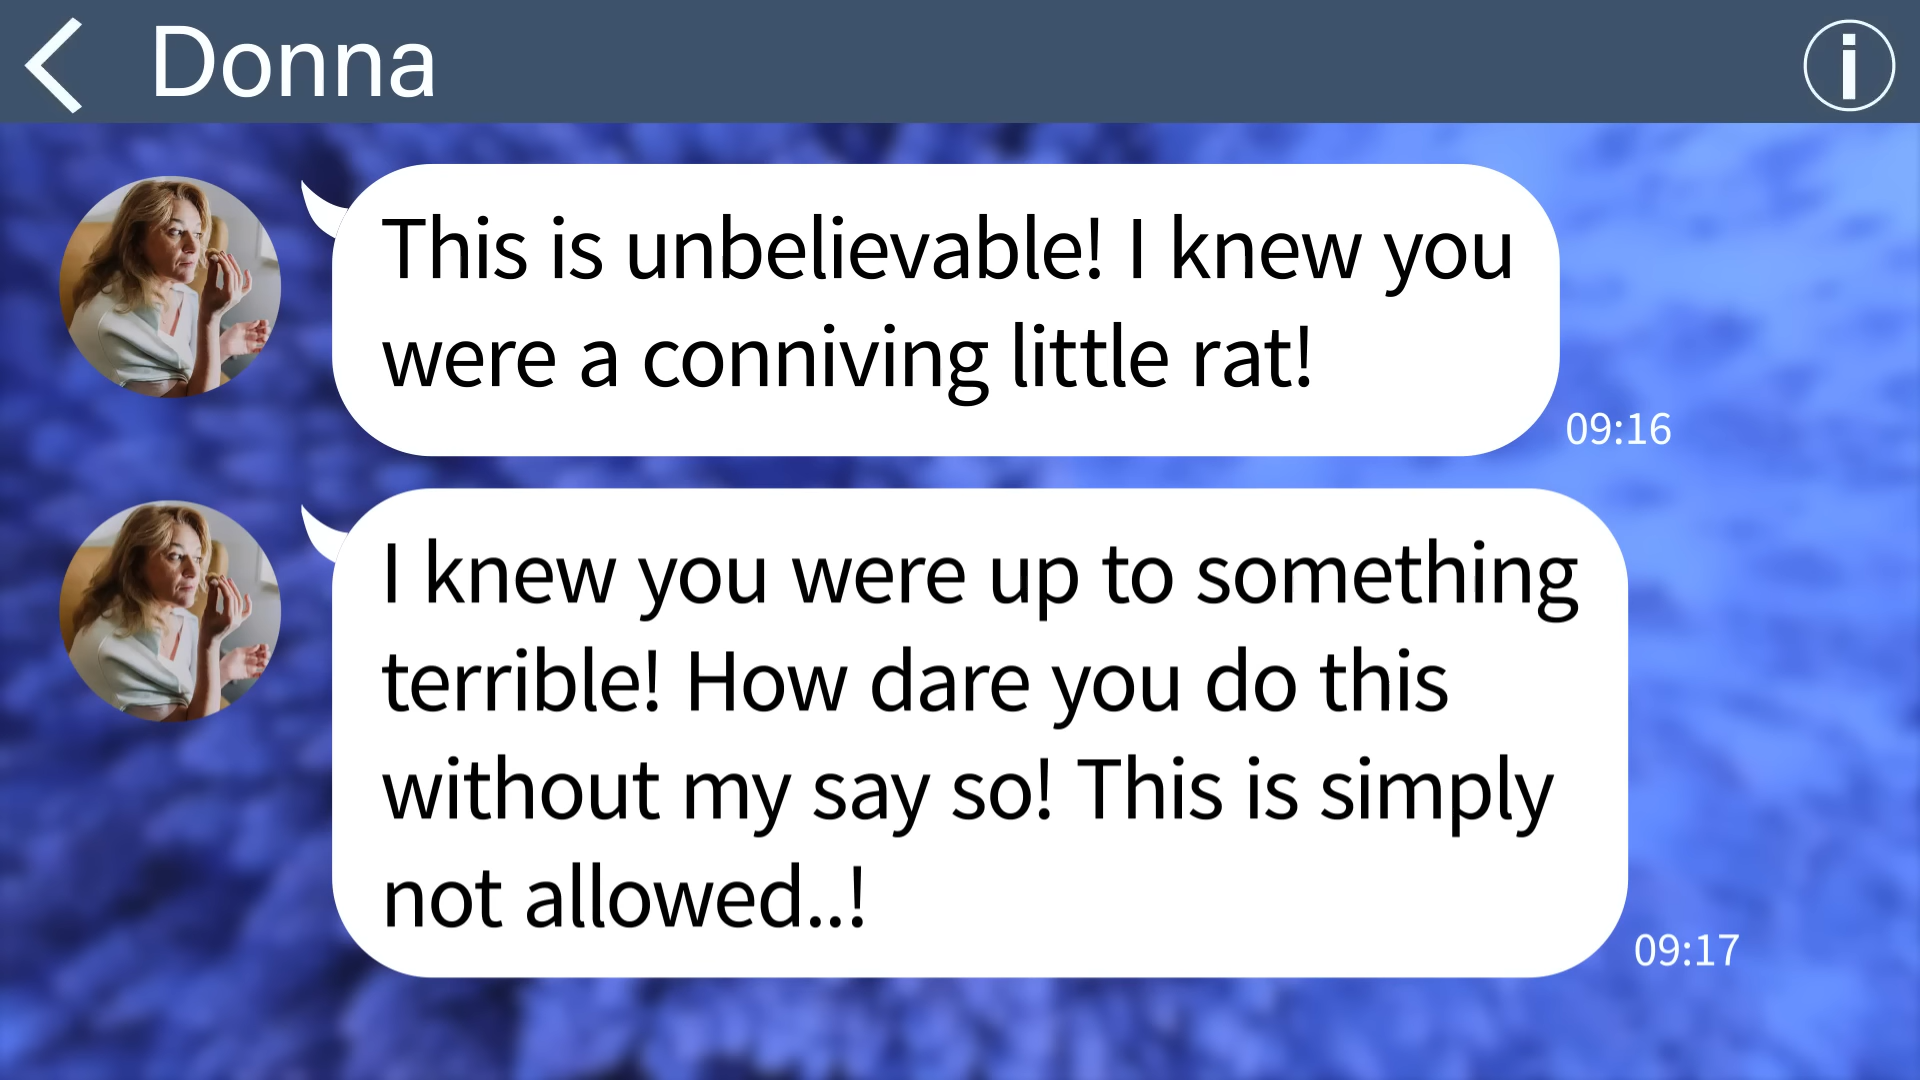 Donna
i
This is unbelievable! I knew you
were a conniving little rat!
09:16
I knew you were up to something
terrible! How dare you do this
without my say so! This is simply
not allowed..!
09:17